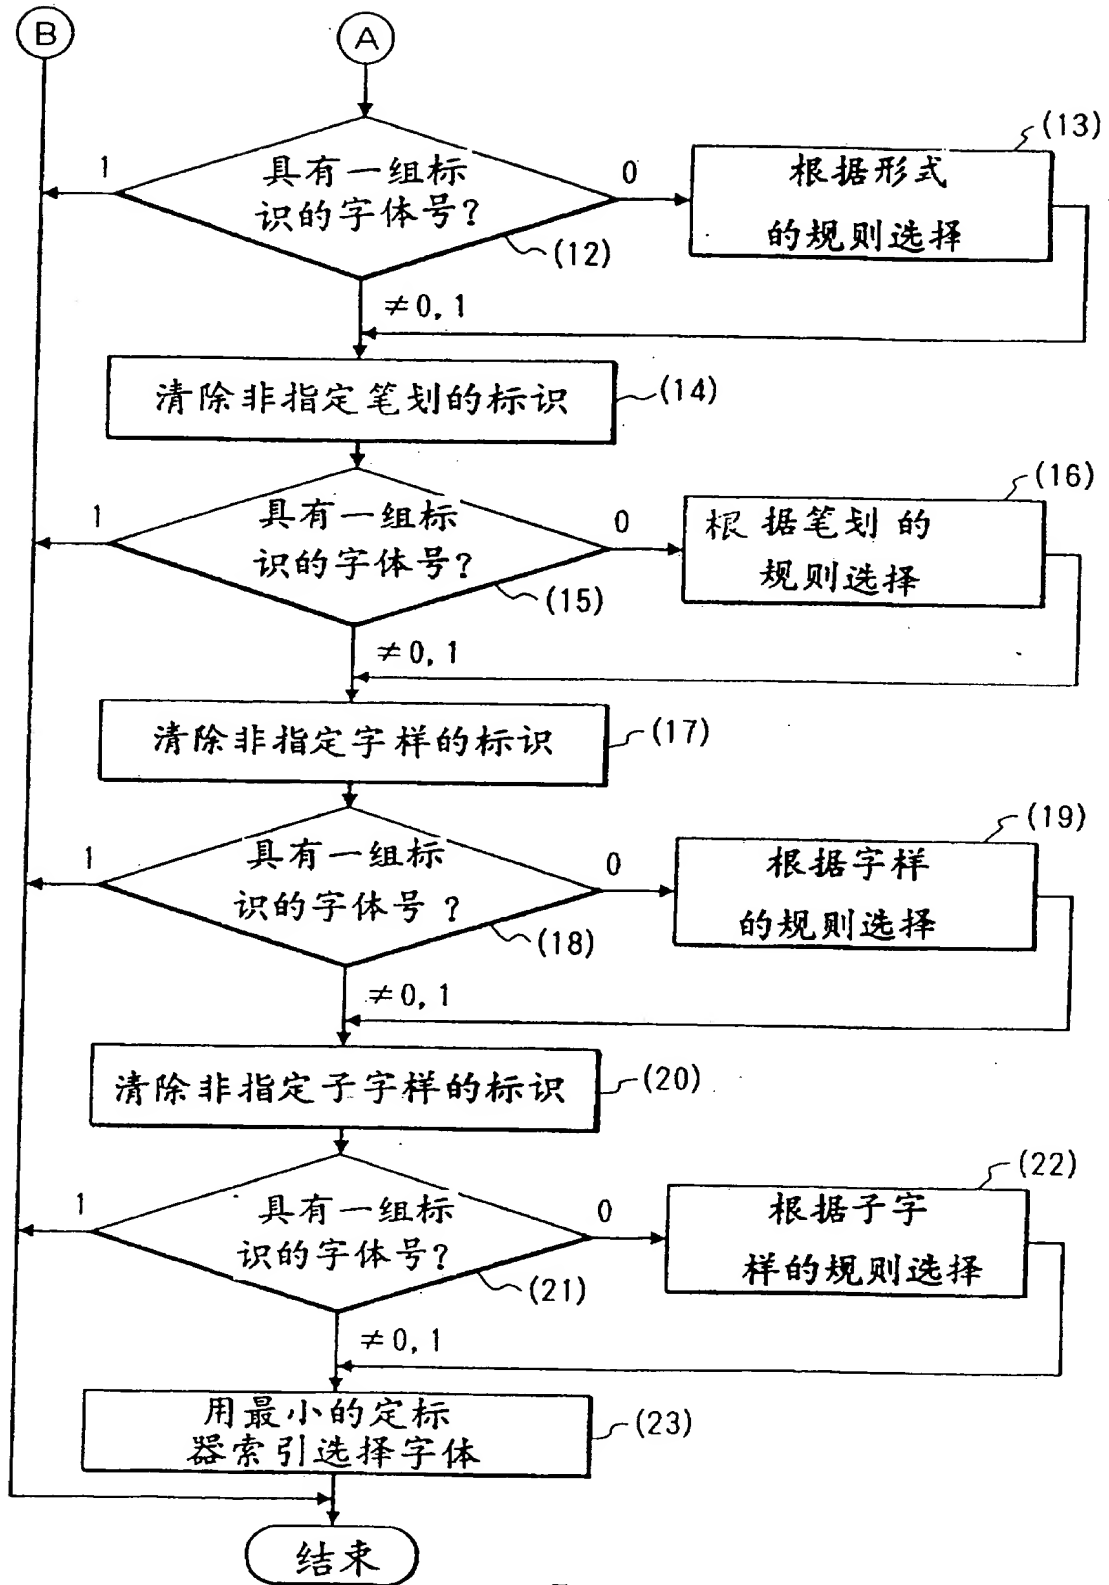 B
A
具有一组标
识的字体号?
1
0
(12)
(13)
根据形式
的规则选择
≠0,1
清除非指定笔划的标识
(14)
具有一组标
识的字体号?
1
0
(15)
(16)
根据笔划的
规则选择
≠0,1
清除非指定字样的标识
(17)
具有一组标
识的字体号?
1
0
(18)
(19)
根据字样
的规则选择
≠0,1
清除非指定子字样的标识
(20)
具有一组标
识的字体号?
1
0
(21)
(22)
根据子字
样的规则选择
≠0,1
用最小的定标
器索引选择字体
(23)
结束